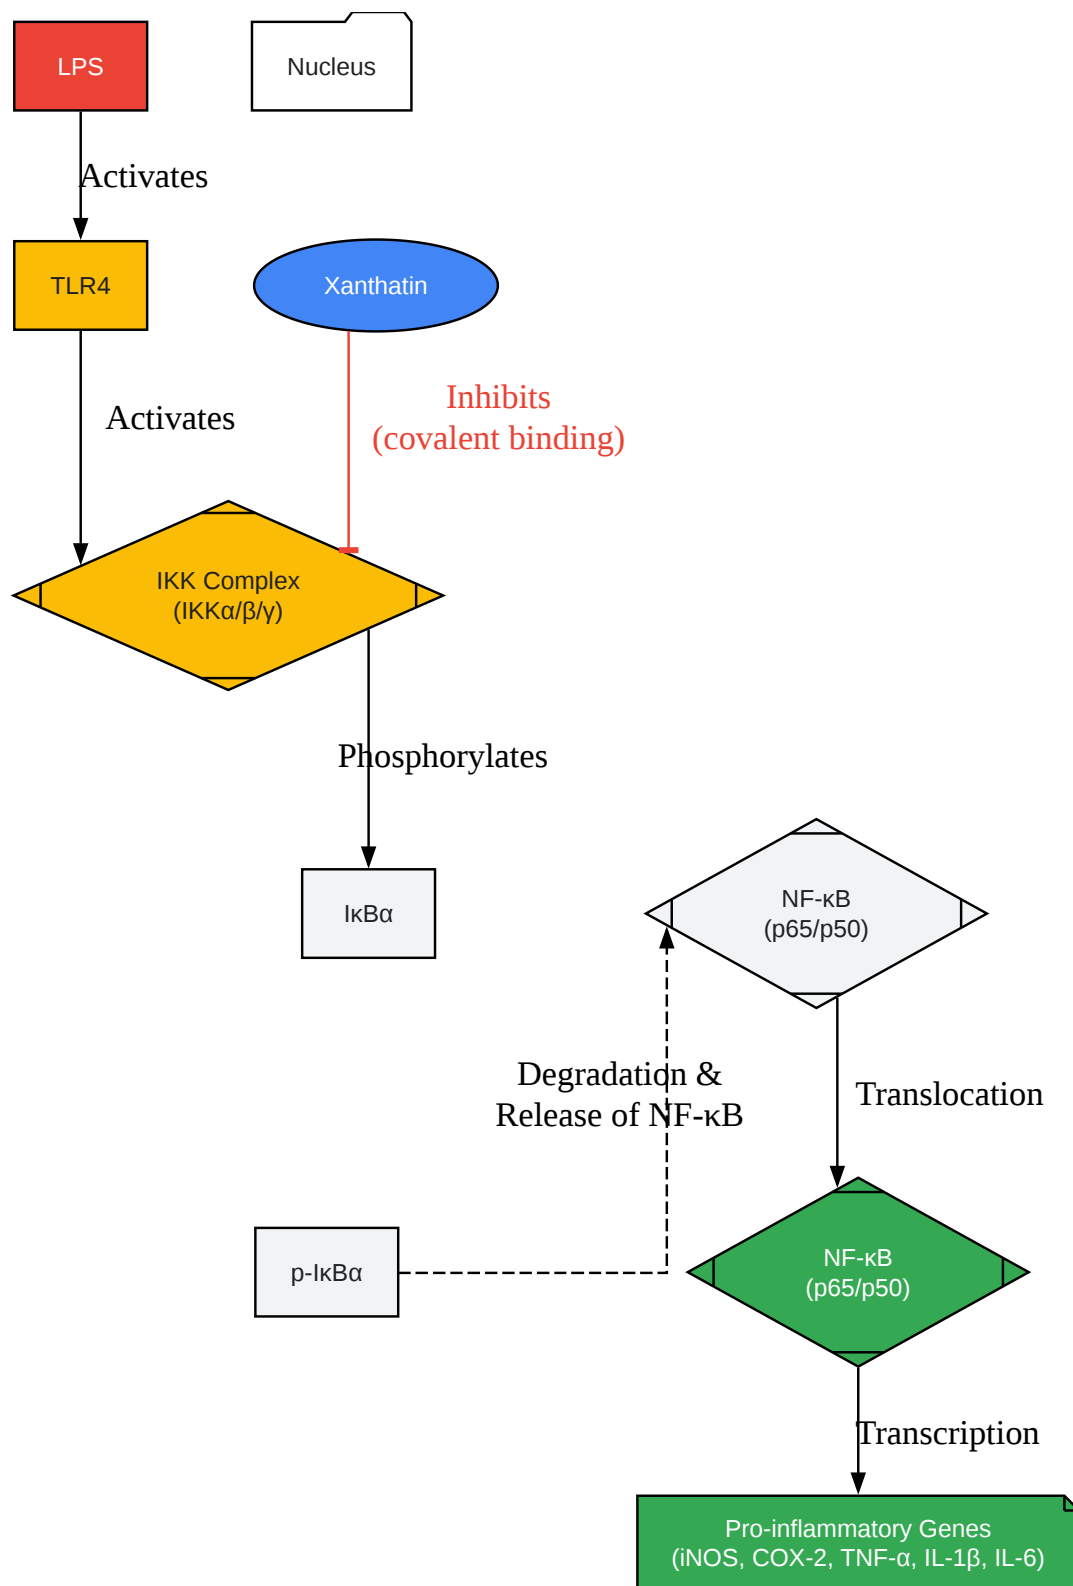 LPS
Nucleus
Activates
TLR4
Xanthatin
Activates
Inhibits
(covalent binding)
IKK Complex
(IKKα/β/γ)
Phosphorylates
IκBα
NF-κB
(p65/p50)
Degradation &
Release of NF-κB
Translocation
p-IκBα
NF-κB
(p65/p50)
Transcription
Pro-inflammatory Genes
(iNOS, COX-2, TNF-α, IL-1β, IL-6)